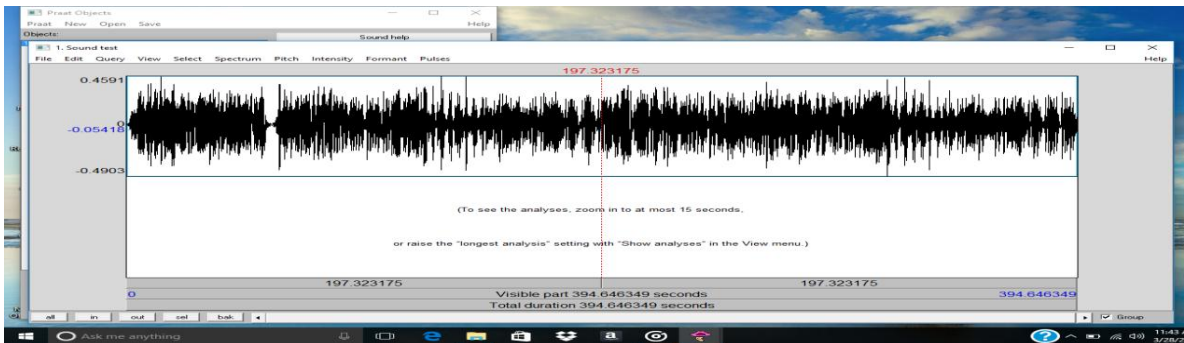 Praat Objects
Praat New Open Save Help
Objects:
Sound help
1. Sound test
File Edit Query View Select Spectrum Pitch Intensity Formant Pulses Help
197.323175
0.4591
0
-0.05418
-0.4903
(To see the analyses, zoom in to at most 15 seconds,
or raise the "longest analysis" setting with "Show analyses" in the View menu.)
197.323175 197.323175
0 Visible part 394.646349 seconds 394.646349
Total duration 394.646349 seconds
all in out sel bak Group
Ask me anything
11:43